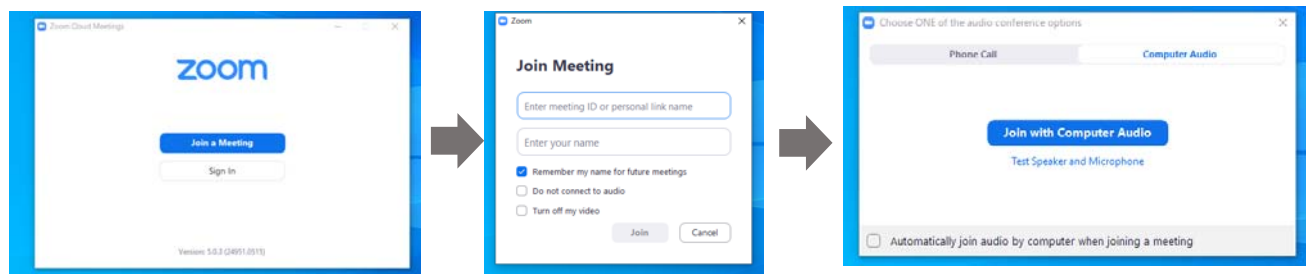 Zoom Cloud Meetings
zoom
Join a Meeting
Sign In
Version: 5.0.3 (24951.0515)
Zoom
Join Meeting
Enter meeting ID or personal link name
Enter your name
Remember my name for future meetings
Do not connect to audio
Turn off my video
Join Cancel
Choose ONE of the audio conference options
Phone Call Computer Audio
Join with Computer Audio
Test Speaker and Microphone
Automatically join audio by computer when joining a meeting